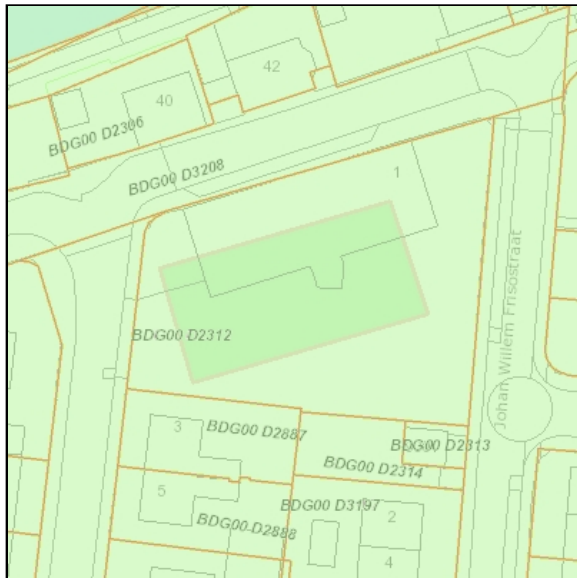 42
40
BDG00 D2306
BDG00 D3208
1
Johan Willem Frisostraat
BDG00 D2312
3
BDG00 D2887
BDG00 D2313
BDG00 D2314
5
BDG00 D3197
2
BDG00 D2888
4